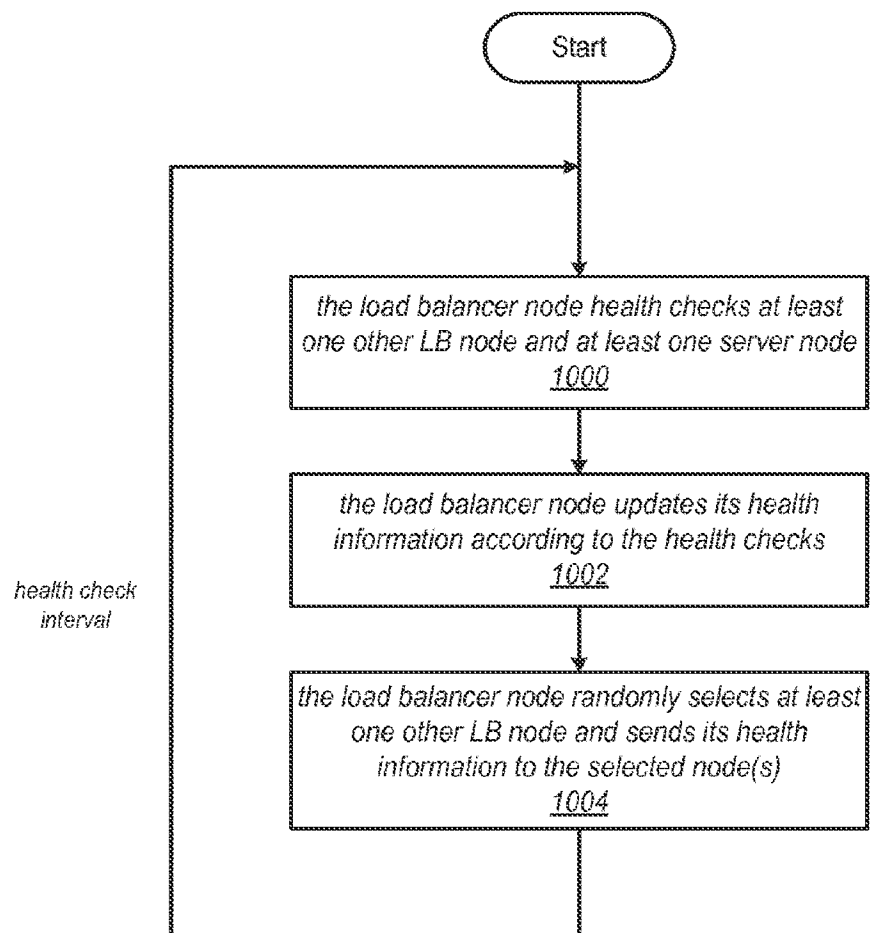 Start
the load balancer node health checks at least
one other LB node and at least one server node
1000
the load balancer node updates its health
information according to the health checks
1002
health check
interval
the load balancer node randomly selects at least
one other LB node and sends its health
information to the selected node(s)
1004